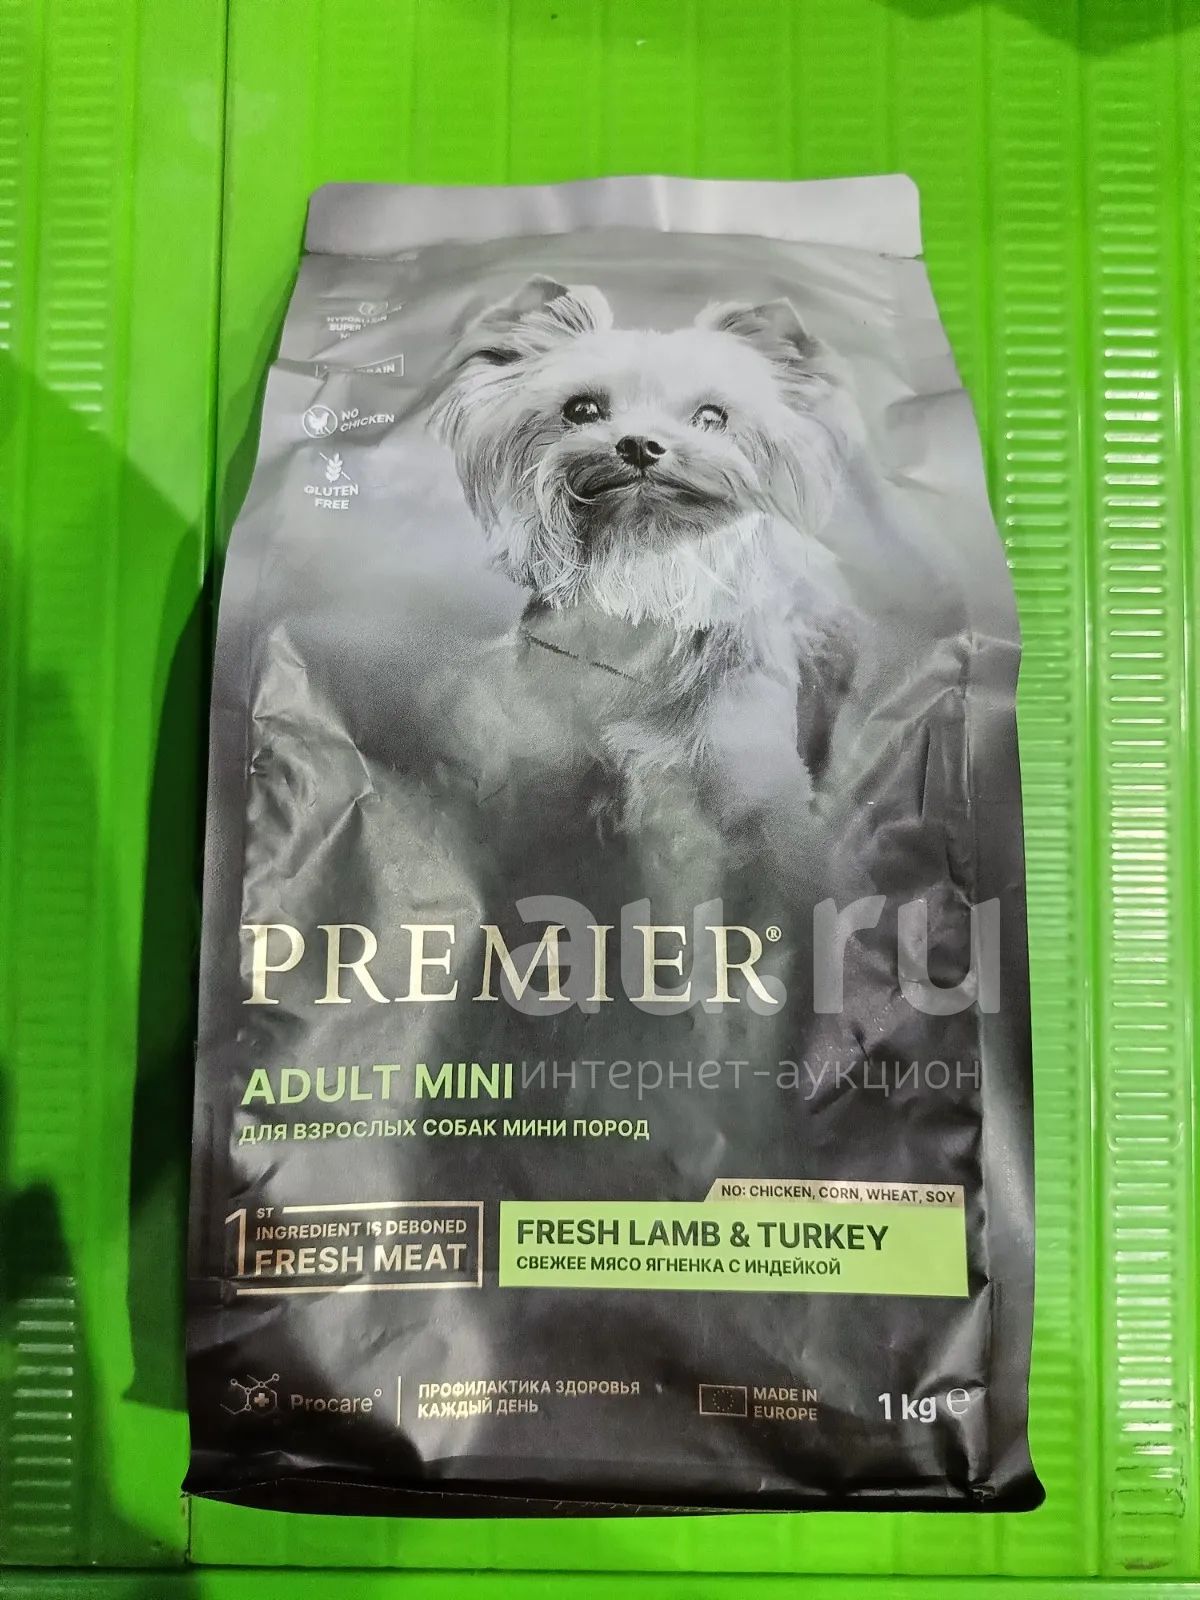 SUPER
NO
CHICKEN
GLUTEN
FREE
PREMIER®
au.ru
ADULT MINI
интернет-аукцион
ДЛЯ ВЗРОСЛЫХ СОБАК МИНИ ПОРОД
NO: CHICKEN, CORN, WHEAT, SOY
1ST
INGREDIENT IS DEBONED
FRESH MEAT
FRESH LAMB & TURKEY
СВЕЖЕЕ МЯСО ЯГНЕНКА С ИНДЕЙКОЙ
Procare°
ПРОФИЛАКТИКА ЗДОРОВЬЯ
КАЖДЫЙ ДЕНЬ
MADE IN
EUROPE
1 kg ℮